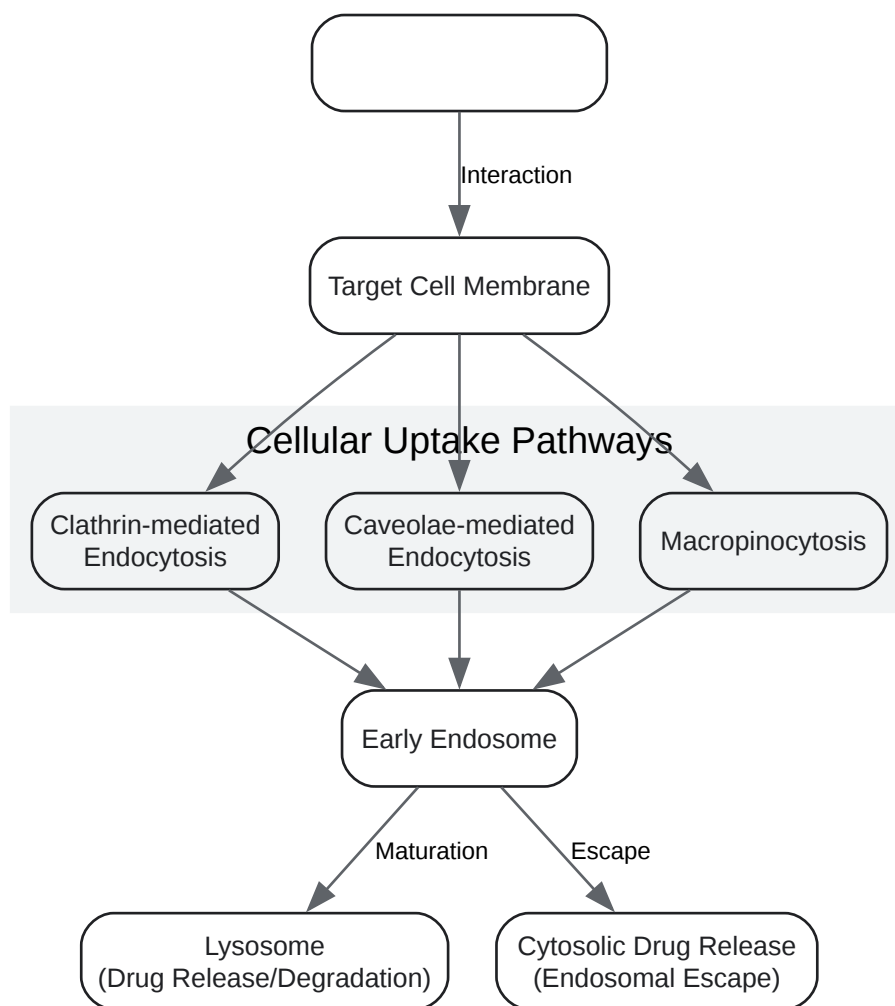 Interaction
Target Cell Membrane
Cellular Uptake Pathways
Clathrin-mediated
Endocytosis
Caveolae-mediated
Endocytosis
Macropinocytosis
Early Endosome
Maturation
Escape
Lysosome
(Drug Release/Degradation)
Cytosolic Drug Release
(Endosomal Escape)